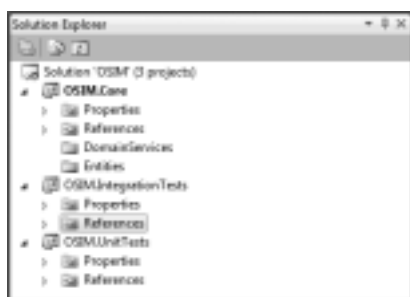 Solution Explorer
Solution 'OSIM' (3 projects)
OSIM.Core
Properties
References
DomainServices
Entities
OSIM.IntegrationTests
Properties
References
OSIM.UnitTests
Properties
References